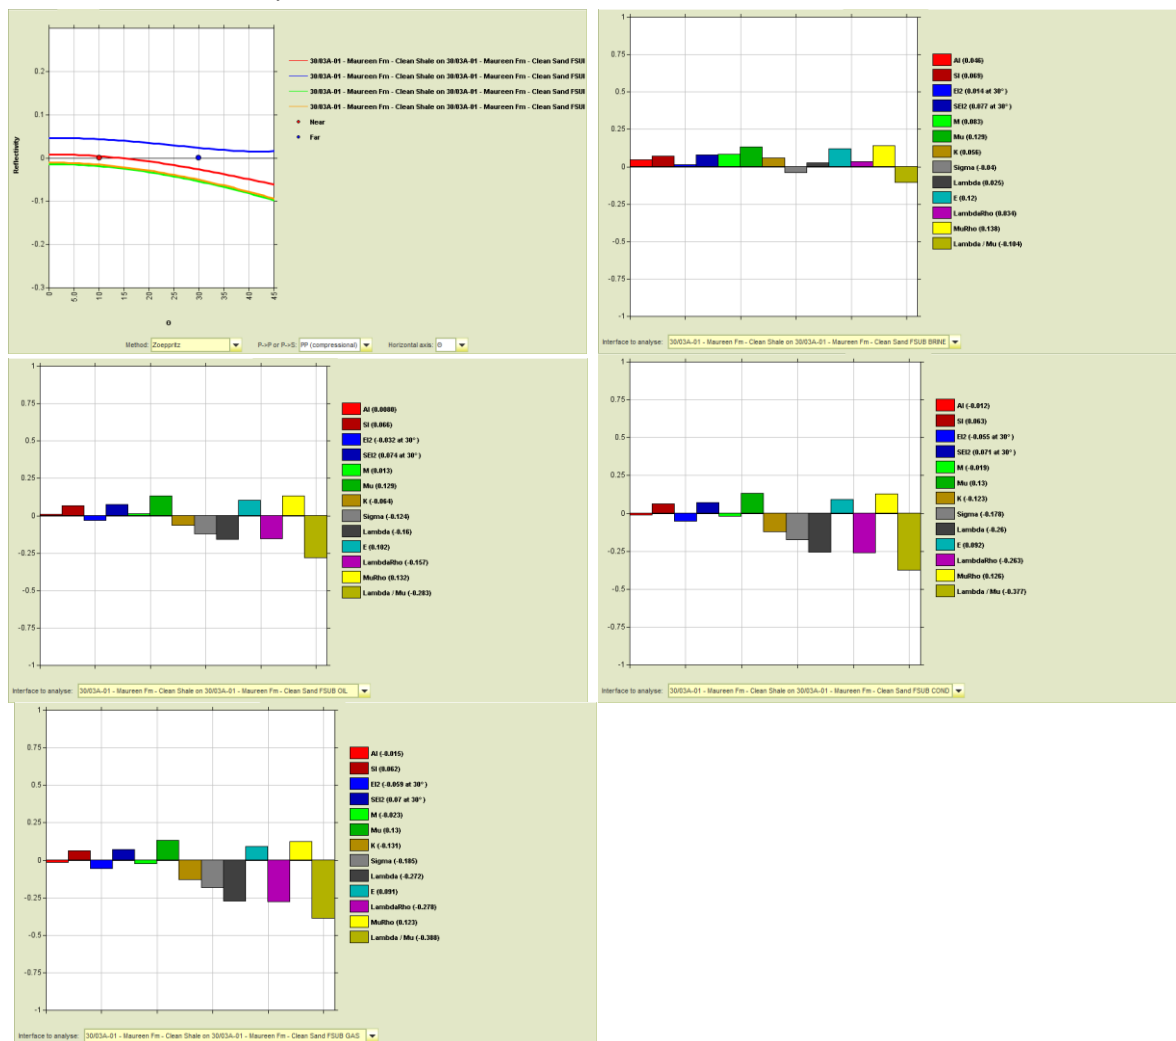 0.2
0.1
0
-0.1
-0.2
-0.3
Reflectivity
0
5.0
10
15
20
25
30
35
40
45
Θ
30/03A-01 - Maureen Fm - Clean Shale on 30/03A-01 - Maureen Fm - Clean Sand FSUB
30/03A-01 - Maureen Fm - Clean Shale on 30/03A-01 - Maureen Fm - Clean Sand FSUB
30/03A-01 - Maureen Fm - Clean Shale on 30/03A-01 - Maureen Fm - Clean Sand FSUB
30/03A-01 - Maureen Fm - Clean Shale on 30/03A-01 - Maureen Fm - Clean Sand FSUB
Near
Far
Method: Zoeppritz P->P or P->S: PP (compressional) Horizontal axis: Θ
1
0.75
0.5
0.25
0
-0.25
-0.5
-0.75
-1
AI (0.046)
SI (0.069)
EI2 (0.014 at 30°)
SEI2 (0.077 at 30°)
M (0.083)
Mu (0.129)
K (0.056)
Sigma (-0.04)
Lambda (0.025)
E (0.12)
LambdaRho (0.034)
MuRho (0.138)
Lambda / Mu (-0.104)
Interface to analyse: 30/03A-01 - Maureen Fm - Clean Shale on 30/03A-01 - Maureen Fm - Clean Sand FSUB BRINE
1
0.75
0.5
0.25
0
-0.25
-0.5
-0.75
-1
AI (0.0080)
SI (0.066)
EI2 (-0.032 at 30°)
SEI2 (0.074 at 30°)
M (0.013)
Mu (0.129)
K (-0.064)
Sigma (-0.124)
Lambda (-0.16)
E (0.102)
LambdaRho (-0.157)
MuRho (0.132)
Lambda / Mu (-0.283)
Interface to analyse: 30/03A-01 - Maureen Fm - Clean Shale on 30/03A-01 - Maureen Fm - Clean Sand FSUB OIL
1
0.75
0.5
0.25
0
-0.25
-0.5
-0.75
-1
AI (-0.012)
SI (0.063)
EI2 (-0.055 at 30°)
SEI2 (0.071 at 30°)
M (-0.019)
Mu (0.13)
K (-0.123)
Sigma (-0.178)
Lambda (-0.26)
E (0.092)
LambdaRho (-0.263)
MuRho (0.126)
Lambda / Mu (-0.377)
Interface to analyse: 30/03A-01 - Maureen Fm - Clean Shale on 30/03A-01 - Maureen Fm - Clean Sand FSUB COND
1
0.75
0.5
0.25
0
-0.25
-0.5
-0.75
-1
AI (-0.015)
SI (0.062)
EI2 (-0.059 at 30°)
SEI2 (0.07 at 30°)
M (-0.023)
Mu (0.13)
K (-0.131)
Sigma (-0.185)
Lambda (-0.272)
E (0.091)
LambdaRho (-0.278)
MuRho (0.123)
Lambda / Mu (-0.388)
Interface to analyse: 30/03A-01 - Maureen Fm - Clean Shale on 30/03A-01 - Maureen Fm - Clean Sand FSUB GAS